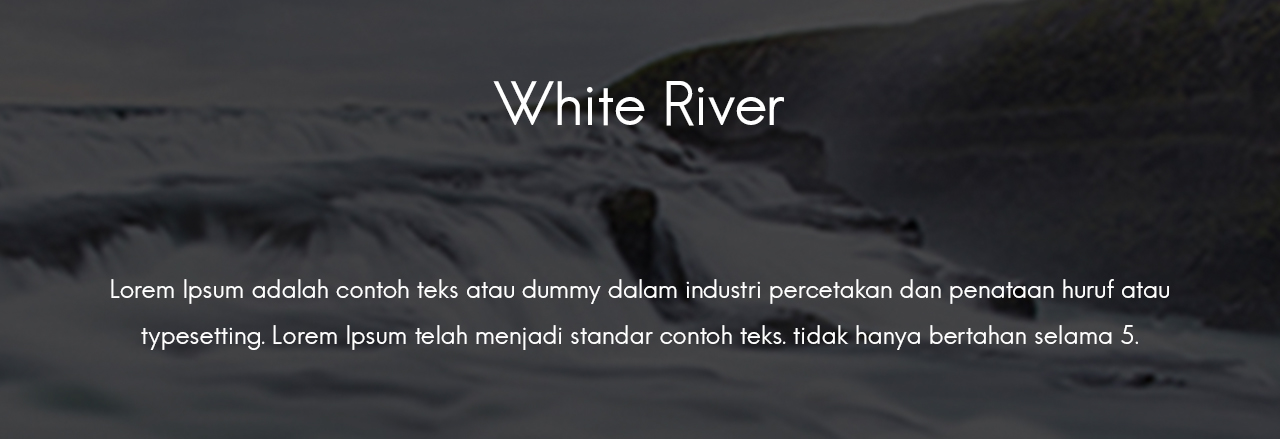 White River
Lorem Ipsum adalah contoh teks atau dummy dalam industri percetakan dan penataan huruf atau
typesetting. Lorem Ipsum telah menjadi standar contoh teks. tidak hanya bertahan selama 5.